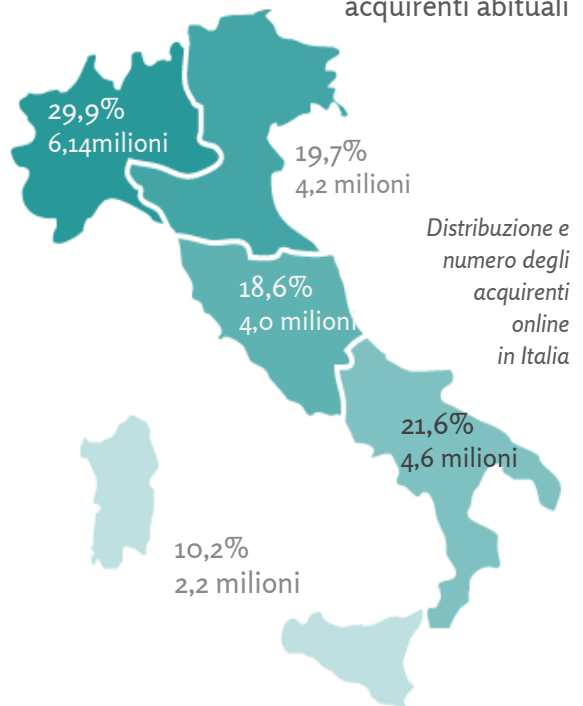 acquirenti abituali
29,9%
6,14milioni
19,7%
4,2 milioni
Distribuzione e
numero degli
acquirenti
online
in Italia
18,6%
4,0 milioni
21,6%
4,6 milioni
10,2%
2,2 milioni